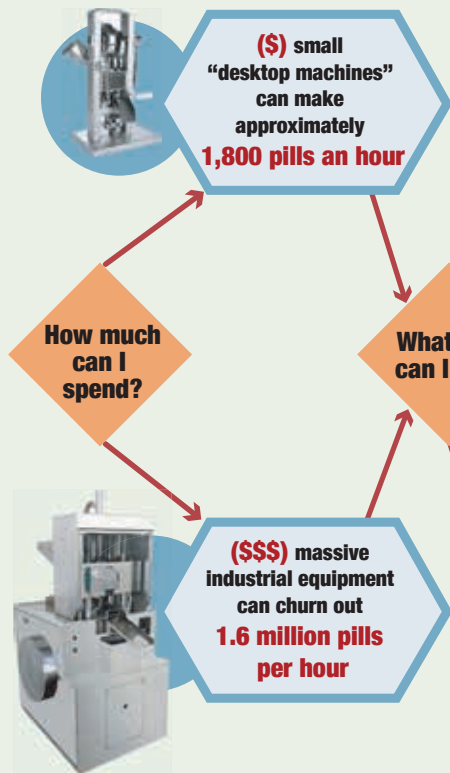 ($) small
“desktop machines”
can make
approximately
1,800 pills an hour
How much
can I
spend?
What
can I
($$$) massive
industrial equipment
can churn out
1.6 million pills
per hour